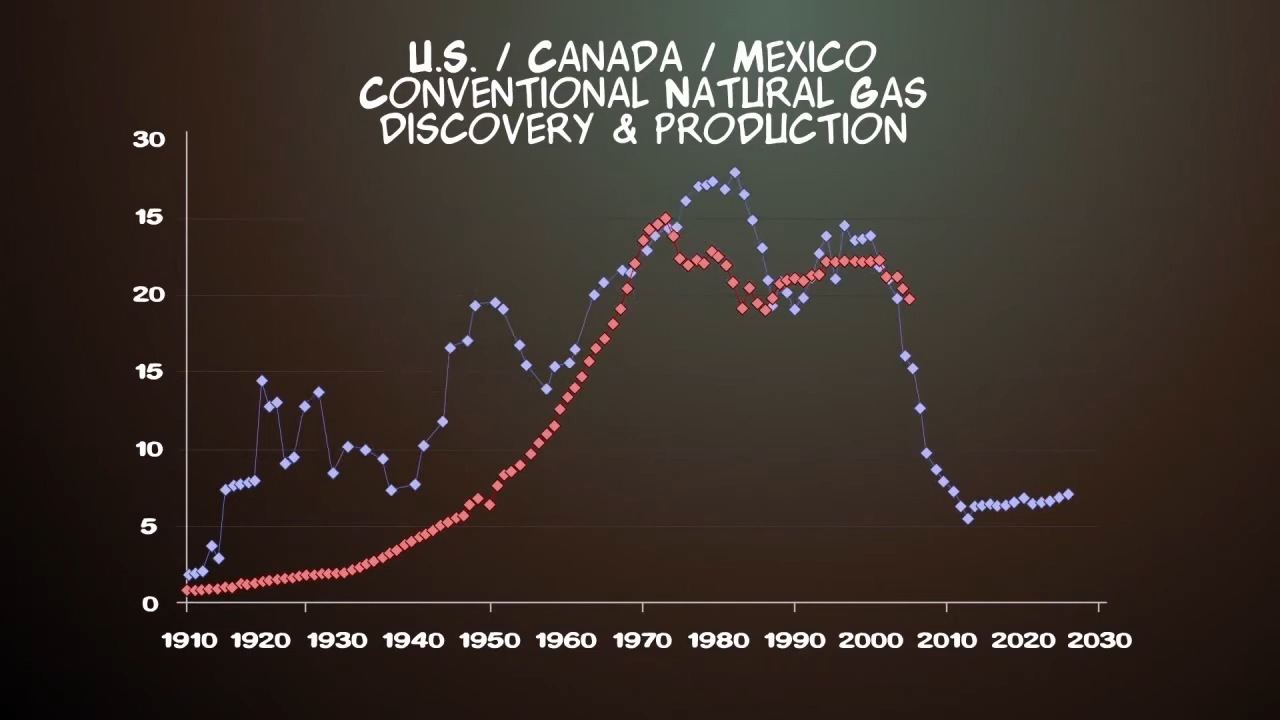 U.S. / CANADA / MEXICO
CONVENTIONAL NATURAL GAS
DISCOVERY & PRODUCTION
30
15
20
15
10
5
0
1910 1920 1930 1940 1950 1960 1970 1980 1990 2000 2010 2020 2030